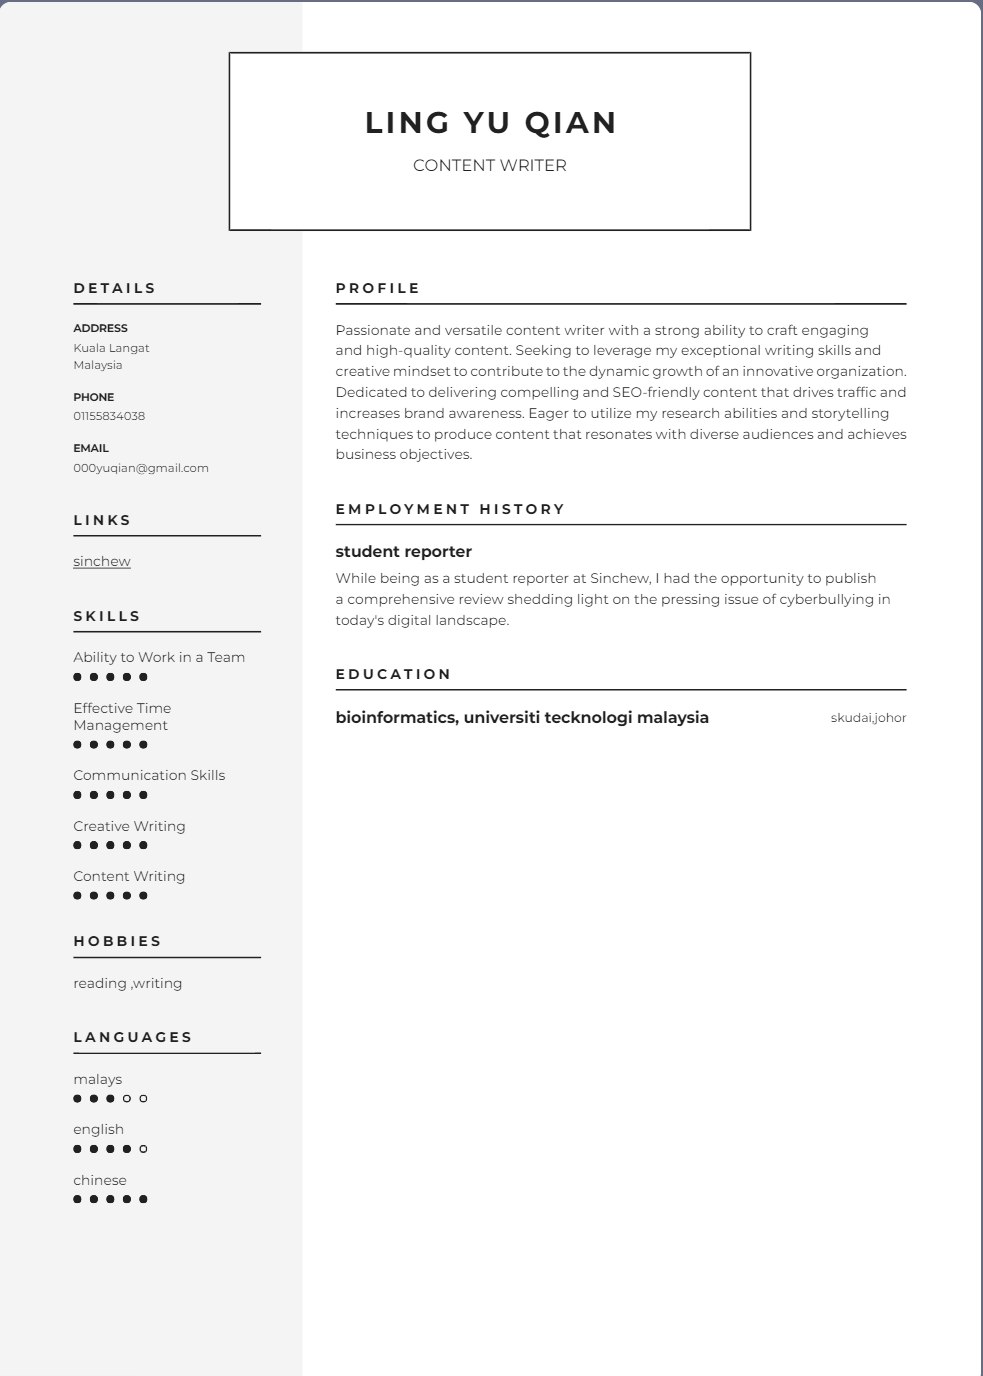 LING YU QIAN
CONTENT WRITER
DETAILS
ADDRESS
Kuala Langat
Malaysia
PHONE
01155834038
EMAIL
000yuqian@gmail.com
LINKS
sinchew
SKILLS
Ability to Work in a Team
Effective Time
Management
Communication Skills
Creative Writing
Content Writing
HOBBIES
reading ,writing
LANGUAGES
malays
english
chinese
PROFILE
Passionate and versatile content writer with a strong ability to craft engaging
and high-quality content. Seeking to leverage my exceptional writing skills and
creative mindset to contribute to the dynamic growth of an innovative organization.
Dedicated to delivering compelling and SEO-friendly content that drives traffic and
increases brand awareness. Eager to utilize my research abilities and storytelling
techniques to produce content that resonates with diverse audiences and achieves
business objectives.
EMPLOYMENT HISTORY
student reporter
While being as a student reporter at Sinchew, I had the opportunity to publish
a comprehensive review shedding light on the pressing issue of cyberbullying in
today's digital landscape.
EDUCATION
bioinformatics, universiti tecknologi malaysia
skudai,johor